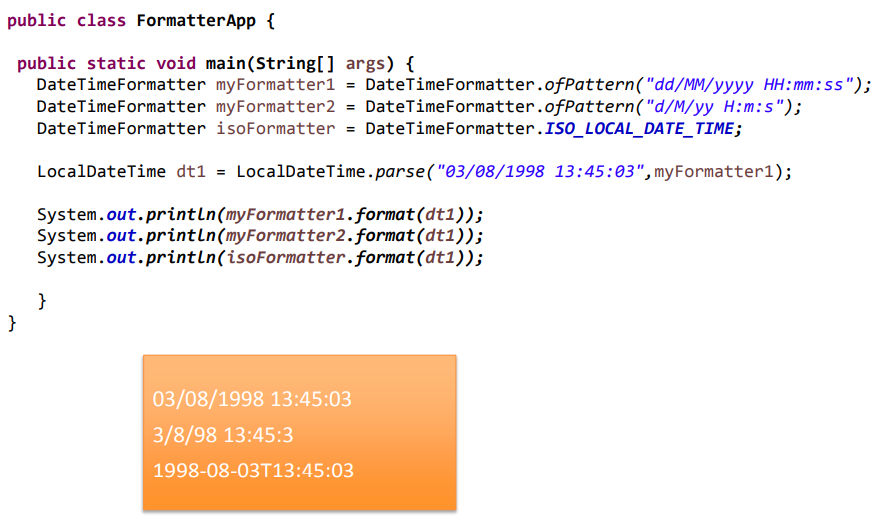 public class FormatterApp {
public static void main(String[] args) {
DateTimeFormatter myFormatter1 = DateTimeFormatter.ofPattern("dd/MM/yyyy HH:mm:ss");
DateTimeFormatter myFormatter2 = DateTimeFormatter.ofPattern("d/M/yy H:m:s");
DateTimeFormatter isoFormatter = DateTimeFormatter.ISO_LOCAL_DATE_TIME;
LocalDateTime dt1 = LocalDateTime.parse("03/08/1998 13:45:03",myFormatter1);
System.out.println(myFormatter1.format(dt1));
System.out.println(myFormatter2.format(dt1));
System.out.println(isoFormatter.format(dt1));
}
}
03/08/1998 13:45:03
3/8/98 13:45:3
1998-08-03T13:45:03